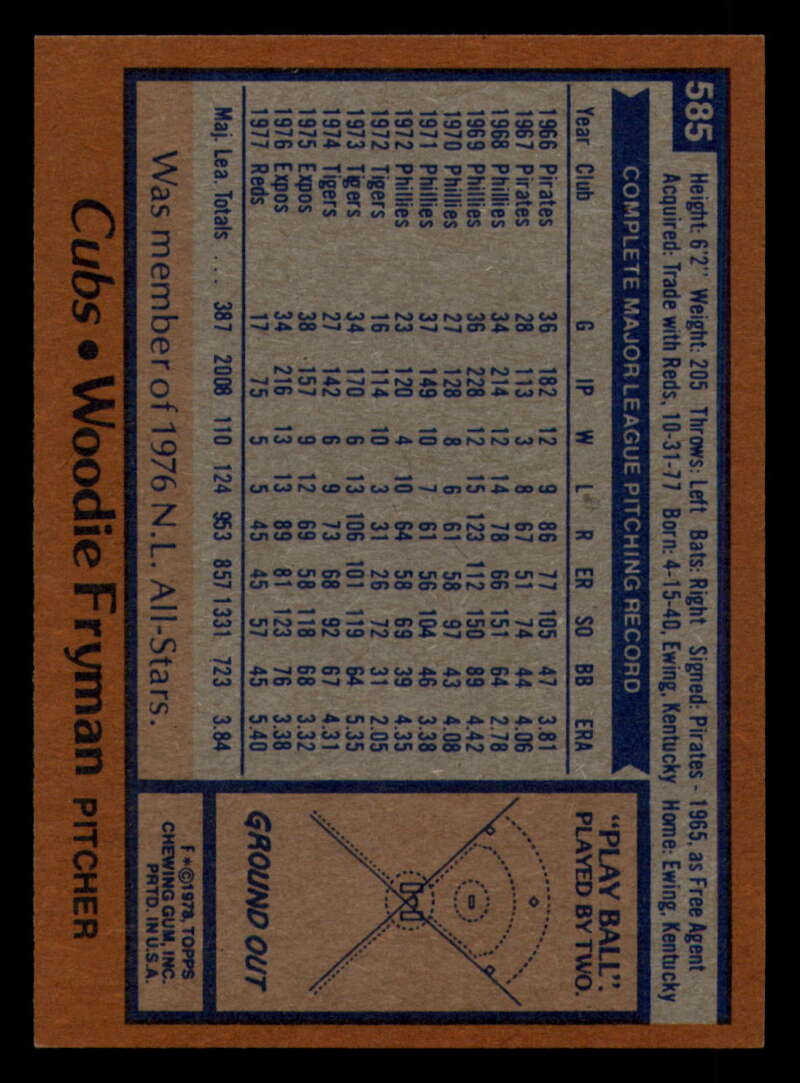 585
Height: 6'2" Weight: 205 Throws: Left Bats: Right Signed: Pirates - 1965, as Free Agent
Acquired: Trade with Reds, 10-31-77 Born: 4-15-40, Ewing, Kentucky Home: Ewing, Kentucky
COMPLETE MAJOR LEAGUE PITCHING RECORD
Year Club G IP W L R ER SO BB ERA
1966 Pirates 36 182 12 9 86 77 105 47 3.81
1967 Pirates 28 113 3 8 67 51 74 44 4.06
1968 Phillies 34 214 12 14 78 66 151 64 2.78
1969 Phillies 36 228 12 15 123 112 150 89 4.42
1970 Phillies 27 128 8 6 61 58 97 43 4.08
1971 Phillies 37 149 10 7 61 56 104 46 3.38
1972 Phillies 23 120 4 10 64 58 69 39 4.35
1972 Tigers 16 114 10 3 31 26 72 31 2.05
1973 Tigers 34 170 6 13 106 101 119 64 5.35
1974 Tigers 27 142 6 9 73 68 92 67 4.31
1975 Expos 38 157 9 12 69 58 118 68 3.32
1976 Expos 34 216 13 13 89 81 123 76 3.38
1977 Reds 17 75 5 5 45 45 57 45 5.40
Maj. Lea. Totals ... 387 2008 110 124 953 857 1331 723 3.84
Was member of 1976 N.L. All-Stars.
"PLAY BALL".
PLAYED BY TWO.
GROUND OUT
F*©1978, TOPPS
CHEWING GUM, INC.
PRTD. IN U.S.A.
Cubs • Woodie Fryman PITCHER